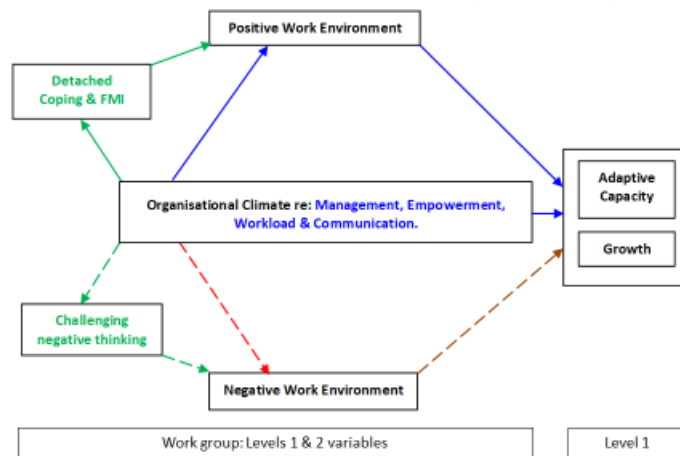 Positive Work Environment
Detached
Coping & FMI
Organisational Climate re: Management, Empowerment,
Workload & Communication.
Adaptive
Capacity
Growth
Challenging
negative thinking
Negative Work Environment
Work group: Levels 1 & 2 variables
Level 1